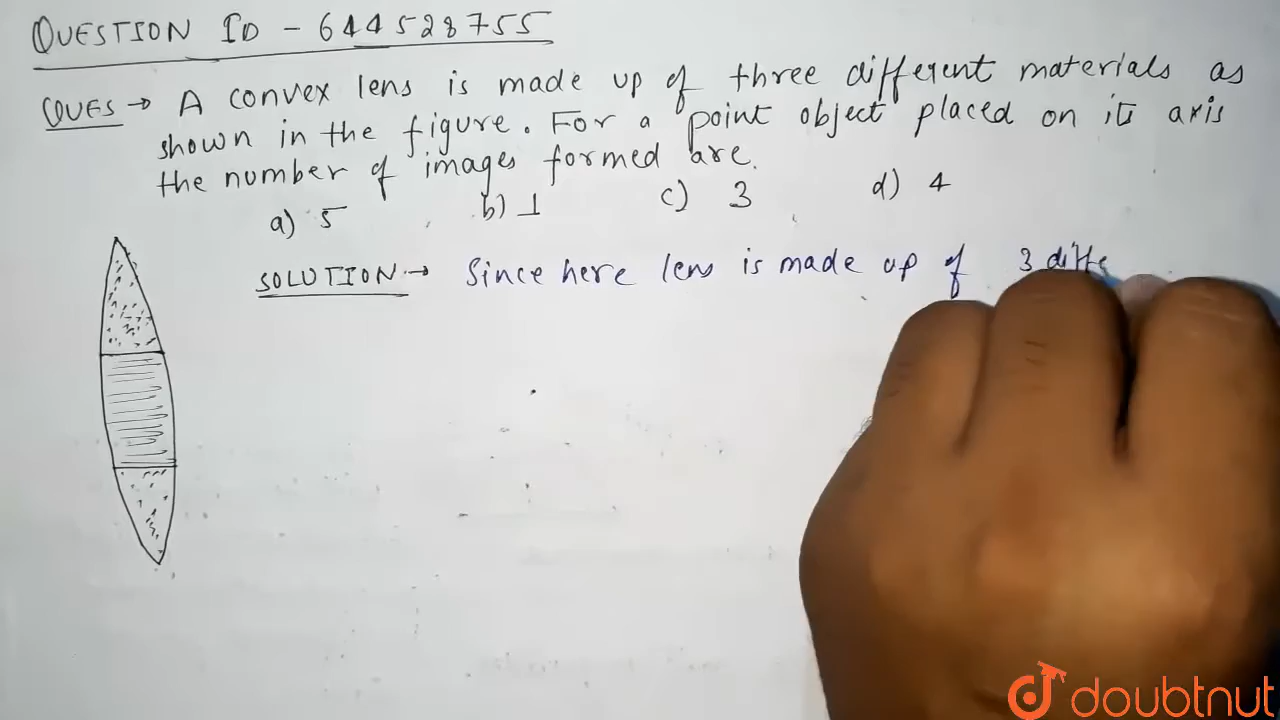 QUESTION ID - 644528755
QUES → A convex lens is made up of three different materials as
shown in the figure. For a point object placed on its axis
the number of images formed are.
a) 5 b) 1 c) 3 d) 4
SOLUTION → Since here lens is made up of 3 diffe
doubtnut